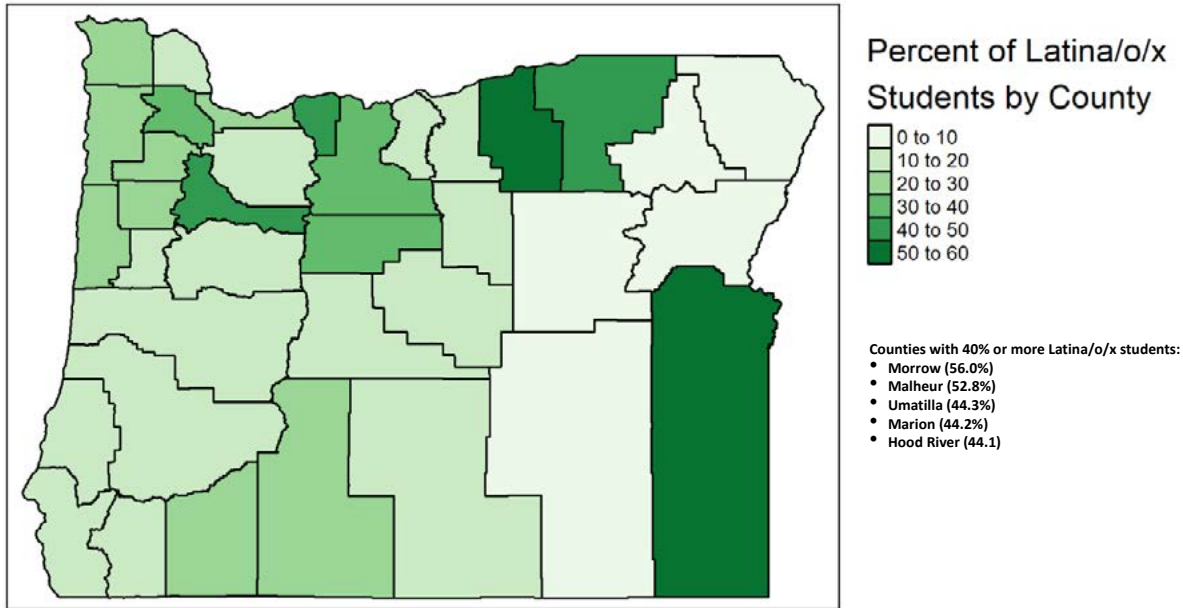 Percent of Latina/o/x
Students by County
0 to 10
10 to 20
20 to 30
30 to 40
40 to 50
50 to 60
Counties with 40% or more Latina/o/x students:
• Morrow (56.0%)
• Malheur (52.8%)
• Umatilla (44.3%)
• Marion (44.2%)
• Hood River (44.1)